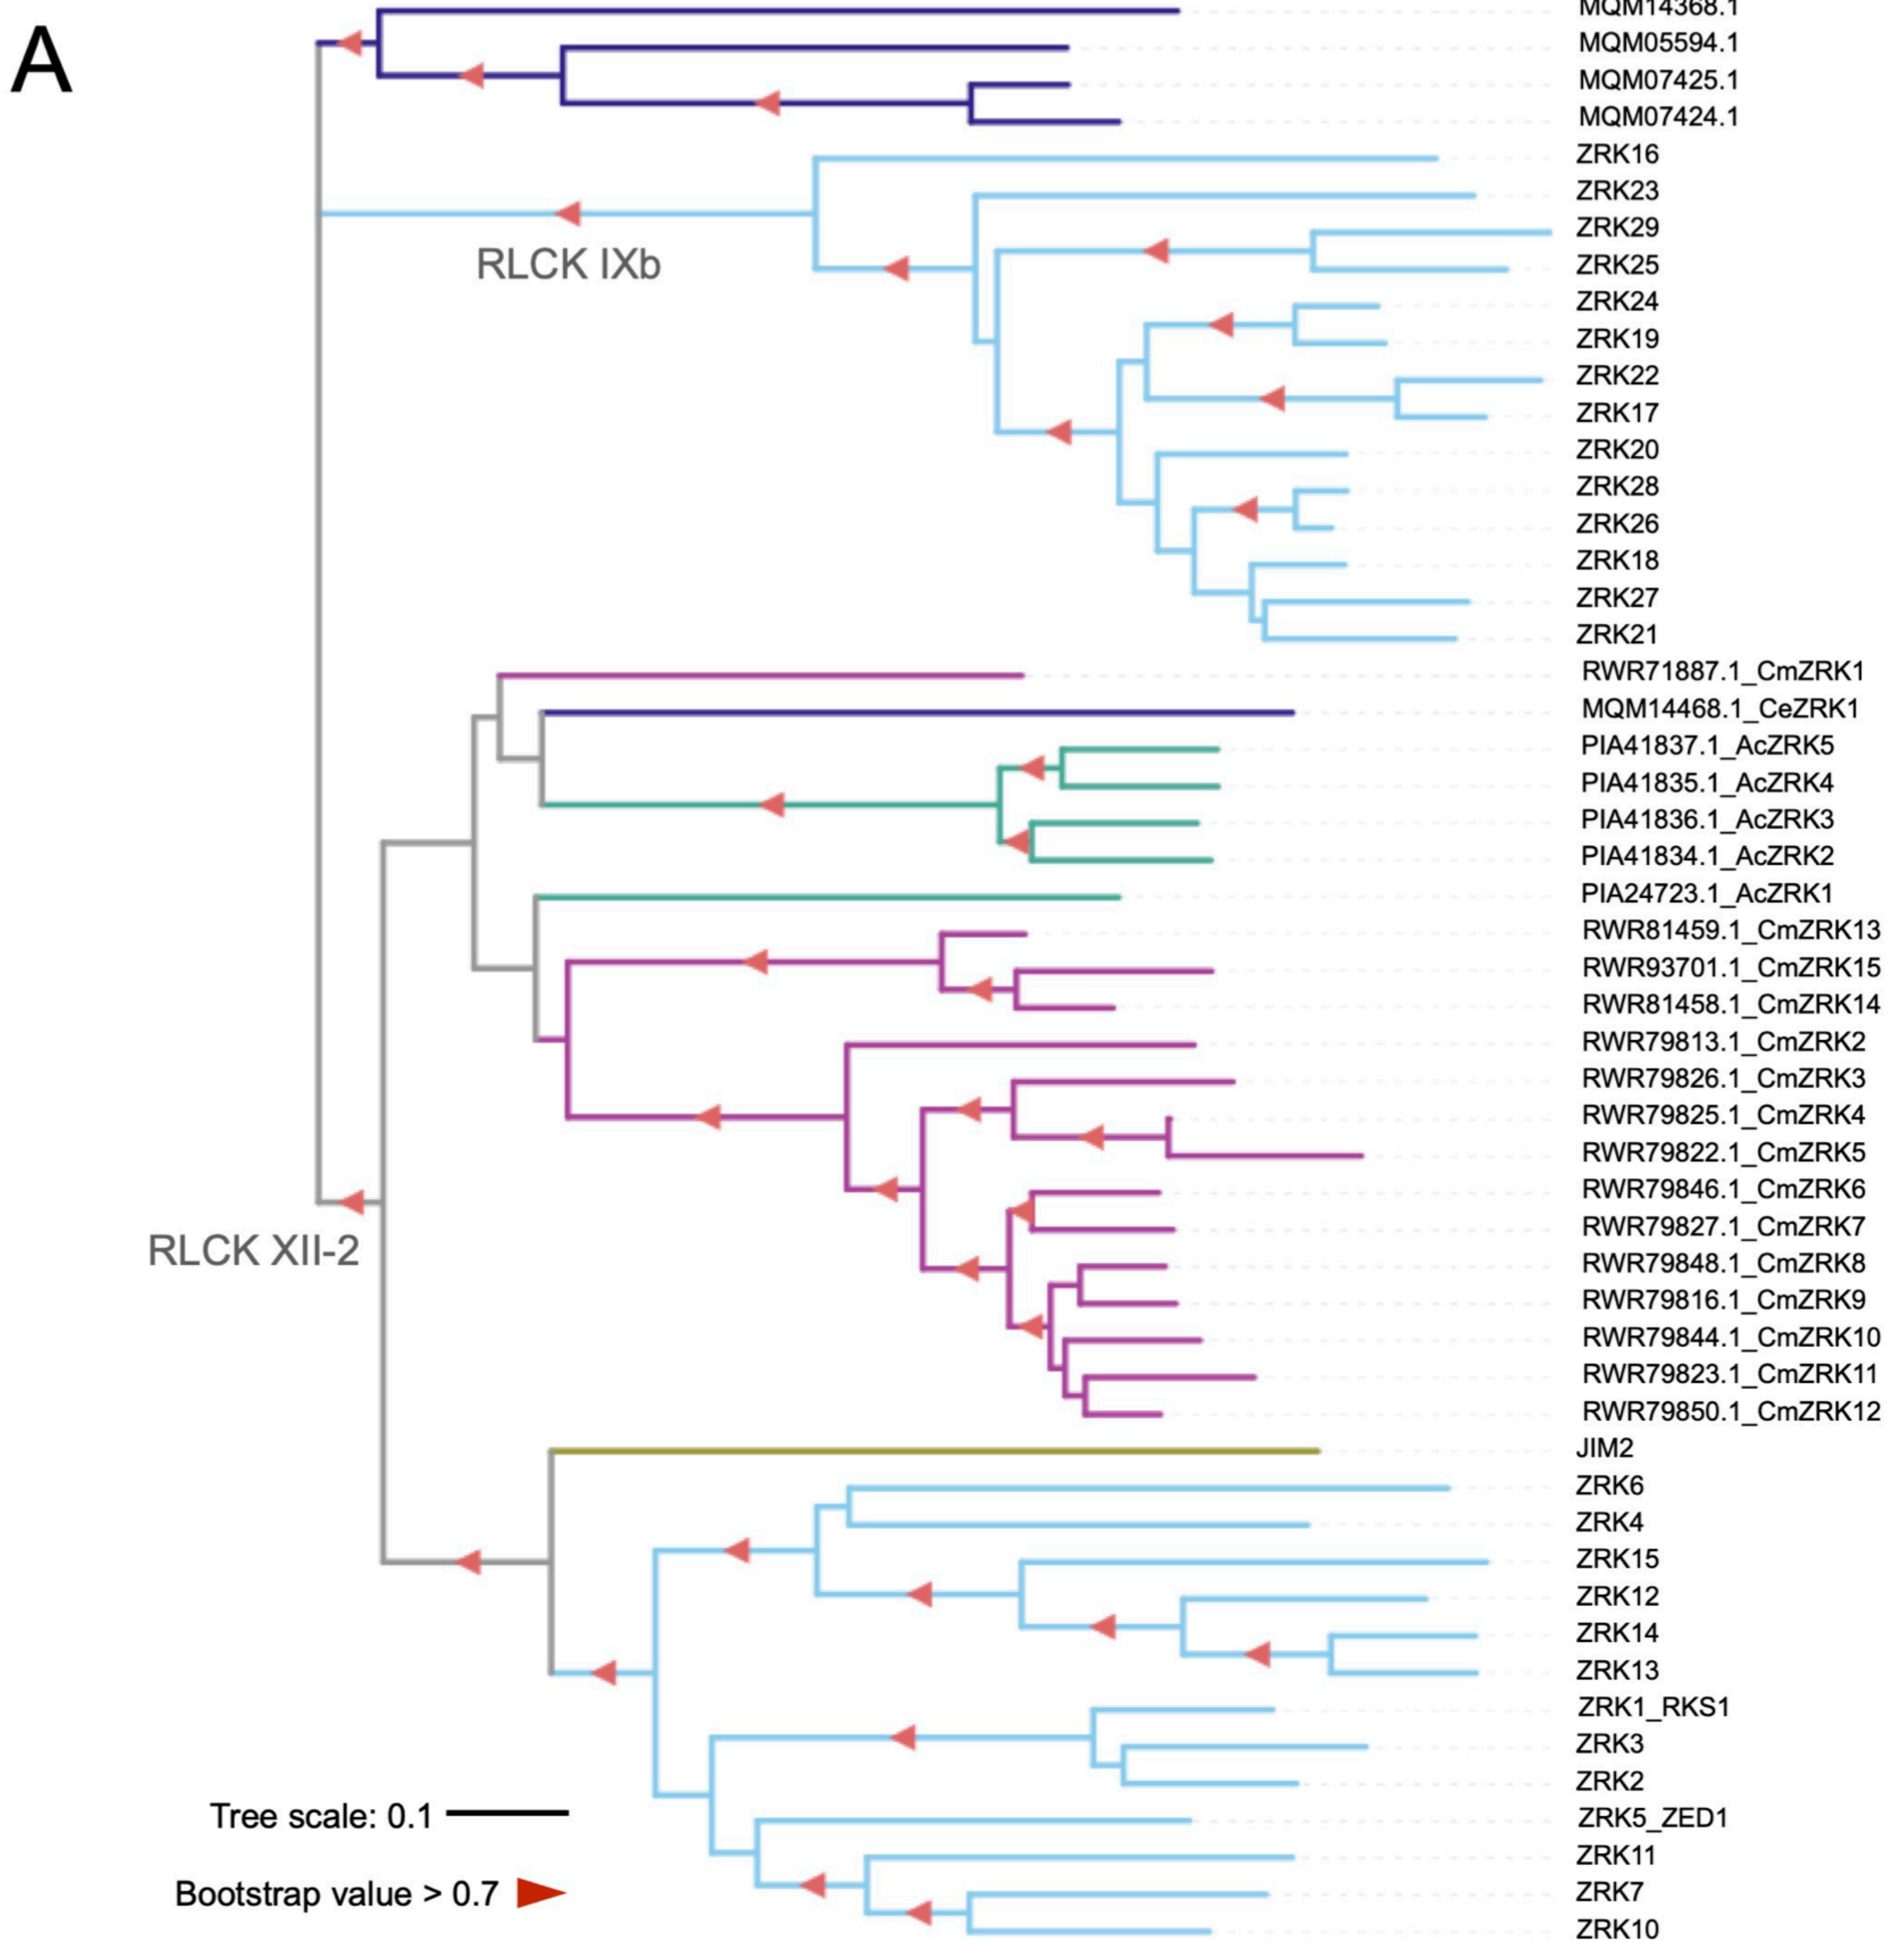 A
MQM14368.1
MQM05594.1
MQM07425.1
MQM07424.1
ZRK16
ZRK23
ZRK29
RLCK IXb
ZRK25
ZRK24
ZRK19
ZRK22
ZRK17
ZRK20
ZRK28
ZRK26
ZRK18
ZRK27
ZRK21
RWR71887.1_CmZRK1
MQM14468.1_CeZRK1
PIA41837.1_AcZRK5
PIA41835.1_AcZRK4
PIA41836.1_AcZRK3
PIA41834.1_AcZRK2
PIA24723.1_AcZRK1
RWR81459.1_CmZRK13
RWR93701.1_CmZRK15
RWR81458.1_CmZRK14
RWR79813.1_CmZRK2
RWR79826.1_CmZRK3
RWR79825.1_CmZRK4
RWR79822.1_CmZRK5
RWR79846.1_CmZRK6
RWR79827.1_CmZRK7
RLCK XII-2
RWR79848.1_CmZRK8
RWR79816.1_CmZRK9
RWR79844.1_CmZRK10
RWR79823.1_CmZRK11
RWR79850.1_CmZRK12
JIM2
ZRK6
ZRK4
ZRK15
ZRK12
ZRK14
ZRK13
ZRK1_RKS1
ZRK3
ZRK2
Tree scale: 0.1
ZRK5_ZED1
ZRK11
Bootstrap value > 0.7
ZRK7
ZRK10